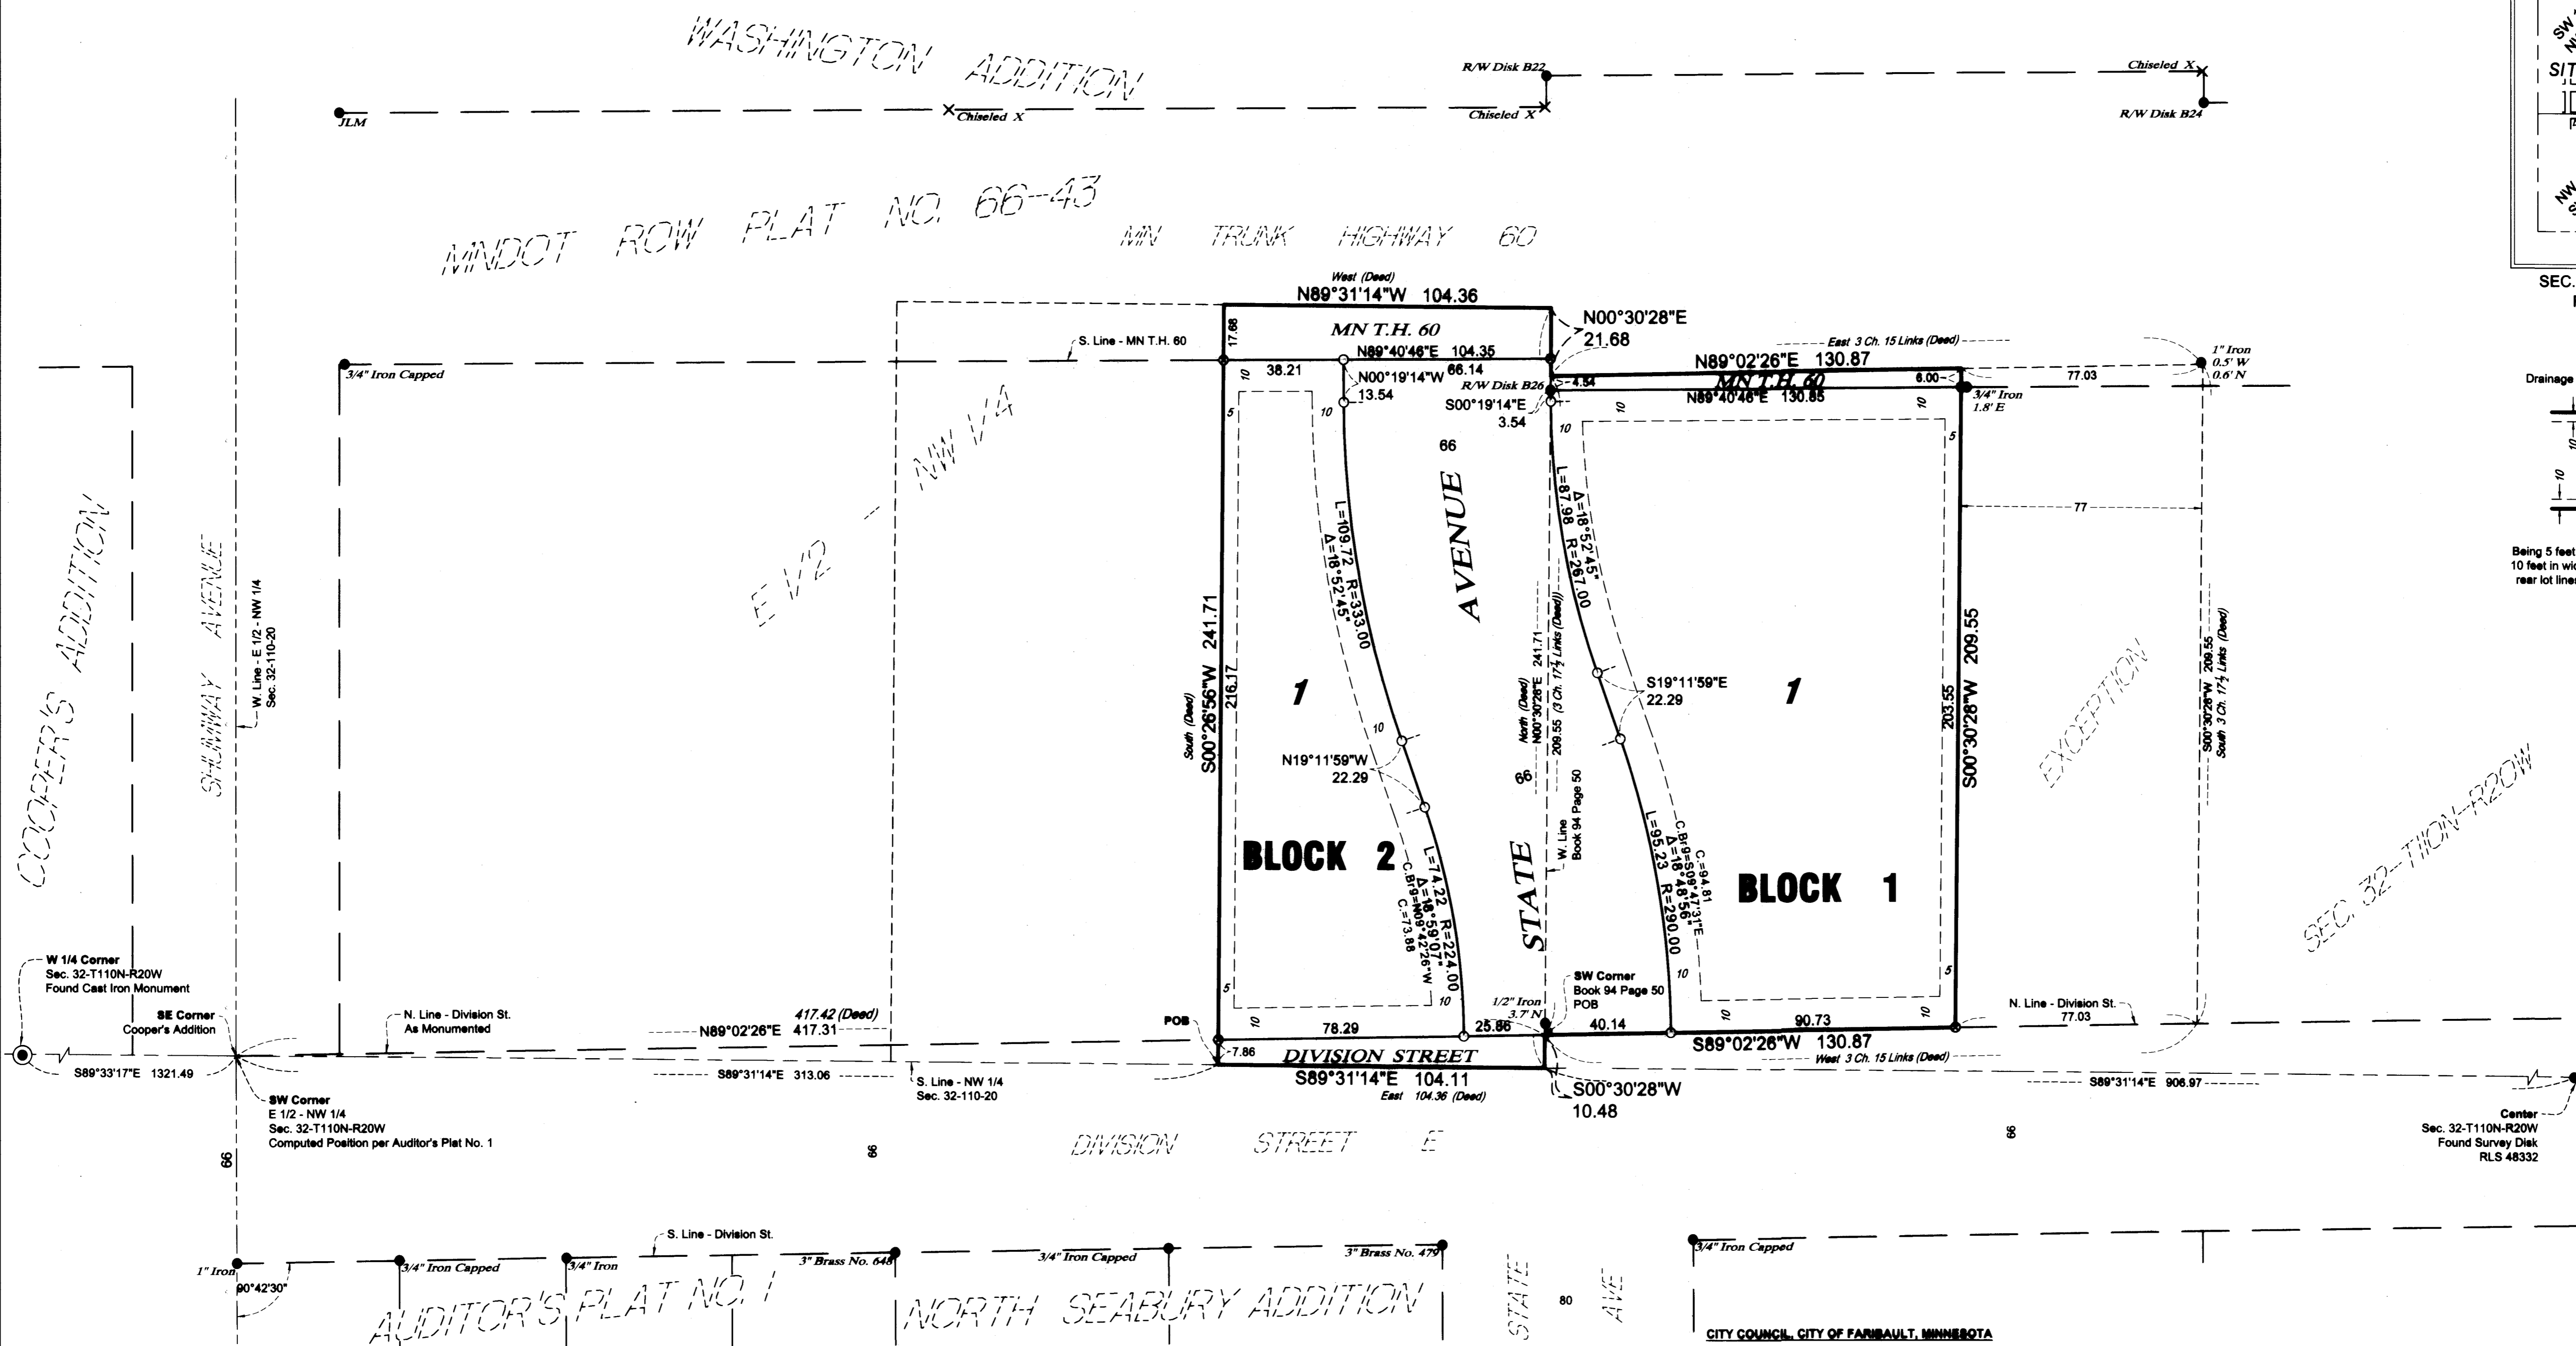 WASHINGTON ADDITION
R/W Disk B22
Chiseled X
JLM
Chiseled X
Chiseled X
R/W Disk B24
MNDOT ROW PLAT NO. 66-43
MN TRUNK HIGHWAY 60
SEC.
West (Deed)
N89°31'14"W 104.36
17.68
MN T.H. 60
N00°30'28"E
21.68
S. Line - MN T.H. 60
N89°40'46"E 104.35
38.21
66.14
East 3 Ch. 15 Links (Deed)
N89°02'26"E 130.87
1" Iron
0.5' W
0.6' N
3/4" Iron Capped
N00°19'14"W
13.54
R/W Disk B26
4.54
MN T.H. 60
6.00
77.03
N89°40'46"E 130.85
3/4" Iron
1.8' E
Drainage
S00°19'14"E
3.54
10
5
10
10
10
10
5
66
77
10
10
Being 5 feet
10 feet in wid
rear lot line
COOPER'S ADDITION
SHUMWAY AVENUE
W. Line - E 1/2 - NW 1/4
Sec. 32-110-20
E 1/2 - NW 1/4
South (Deed)
S00°26'56"W 241.71
216.17
L=109.72 R=333.00
Δ=18°52'45"
AVENUE
L=87.98 R=267.00
Δ=18°52'45"
North (Deed)
N00°30'28"E 241.71
209.55 (3 Ch. 17½ Links (Deed))
1
1
S19°11'59"E
22.29
203.55
S00°30'28"W 209.55
EXCEPTION
S00°30'28"W 209.55
South 3 Ch. 17½ Links (Deed)
10
N19°11'59"W
22.29
66
W. Line
Book 94 Page 50
BLOCK 2
L=74.22 R=224.00
Δ=18°59'07"
C.Brg=N09°42'26"W
C.=73.88
STATE
L=95.23 R=290.00
Δ=18°48'56"
C.Brg=S09°47'31"E
C.=94.81
BLOCK 1
SEC. 32-T110N-R20W
W 1/4 Corner
Sec. 32-T110N-R20W
Found Cast Iron Monument
SE Corner
Cooper's Addition
N. Line - Division St.
As Monumented
417.42 (Deed)
N89°02'26"E 417.31
POB
5
10
10
1/2" Iron
3.7' N
SW Corner
Book 94 Page 50
POB
10
10
5
10
N. Line - Division St.
77.03
78.29
25.86
40.14
90.73
S89°33'17"E 1321.49
S89°31'14"E 313.06
7.86
DIVISION STREET
S89°02'26"W 130.87
West 3 Ch. 15 Links (Deed)
S89°31'14"E 906.97
S. Line - NW 1/4
Sec. 32-110-20
S89°31'14"E 104.11
East 104.36 (Deed)
S00°30'28"W
10.48
SW Corner
E 1/2 - NW 1/4
Sec. 32-T110N-R20W
Computed Position per Auditor's Plat No. 1
Center
Sec. 32-T110N-R20W
Found Survey Disk
RLS 48332
66
66
DIVISION STREET E
66
S. Line - Division St.
1" Iron
3/4" Iron Capped
3/4" Iron
3" Brass No. 648
3/4" Iron Capped
3" Brass No. 479
3/4" Iron Capped
90°42'30"
AUDITOR'S PLAT NO. 1
NORTH SEABURY ADDITION
STATE AVE
80
CITY COUNCIL, CITY OF FARIBAULT, MINNESOTA